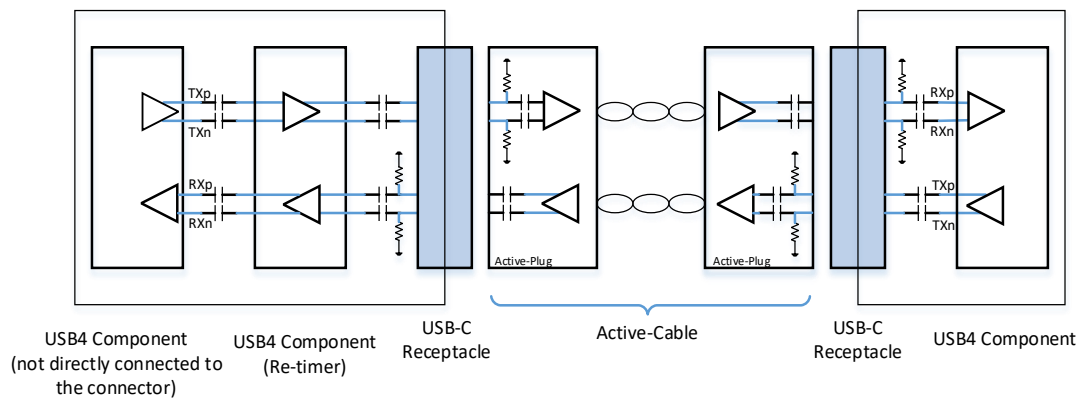 TXp
TXn
RXp
RXn
RXp
RXn
TXp
TXn
Active-Plug
Active-Plug
USB4 Component
(not directly connected to
the connector)
USB4 Component
(Re-timer)
USB-C
Receptacle
Active-Cable
USB-C
Receptacle
USB4 Component